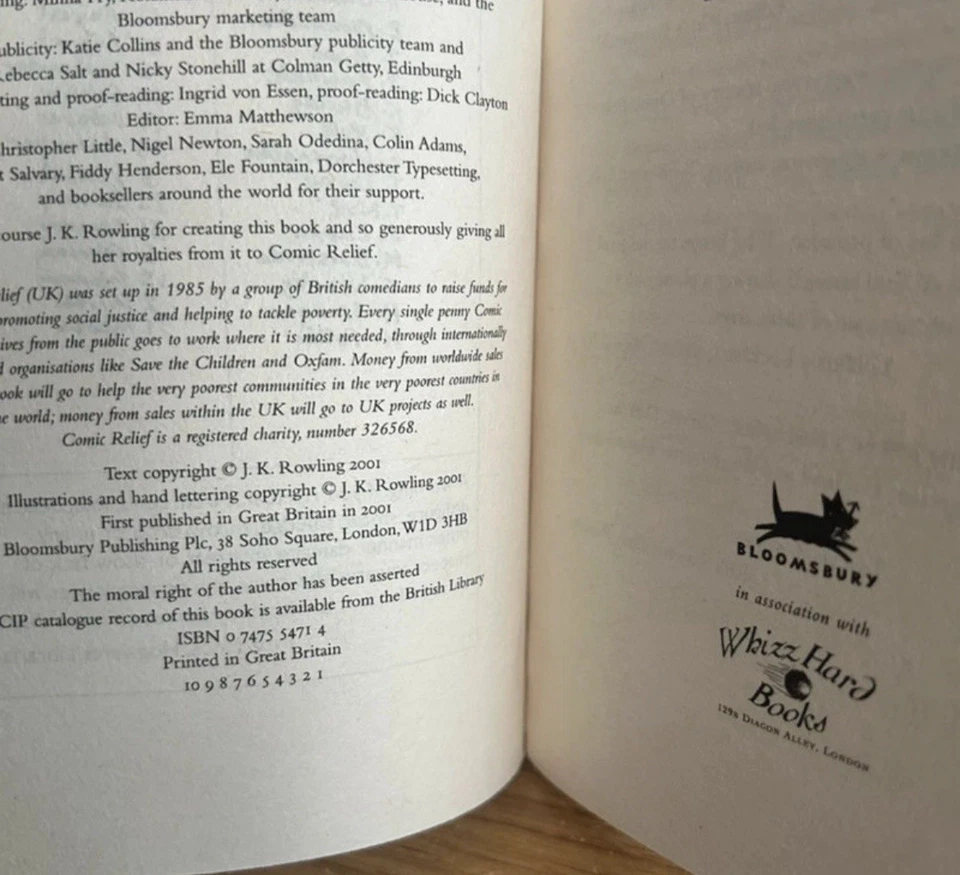 and the
Bloomsbury marketing team
ublicity: Katie Collins and the Bloomsbury publicity team and
ebecca Salt and Nicky Stonehill at Colman Getty, Edinburgh
ting and proof-reading: Ingrid von Essen, proof-reading: Dick Clayton
Editor: Emma Matthewson
hristopher Little, Nigel Newton, Sarah Odedina, Colin Adams,
t Salvary, Fiddy Henderson, Ele Fountain, Dorchester Typesetting,
and booksellers around the world for their support.
ourse J. K. Rowling for creating this book and so generously giving all
her royalties from it to Comic Relief.
lief (UK) was set up in 1985 by a group of British comedians to raise funds for
promoting social justice and helping to tackle poverty. Every single penny Comic
ives from the public goes to work where it is most needed, through internationally
d organisations like Save the Children and Oxfam. Money from worldwide sales
ook will go to help the very poorest communities in the very poorest countries in
e world; money from sales within the UK will go to UK projects as well.
Comic Relief is a registered charity, number 326568.
Text copyright © J. K. Rowling 2001
Illustrations and hand lettering copyright © J. K. Rowling 2001
First published in Great Britain in 2001
Bloomsbury Publishing Plc, 38 Soho Square, London, W1D 3HB
All rights reserved
The moral right of the author has been asserted
CIP catalogue record of this book is available from the British Library
ISBN 0 7475 5471 4
Printed in Great Britain
10 9 8 7 6 5 4 3 2 1
BLOOMSBURY
in association with
Whizz Hard
Books
129B DIAGON ALLEY, LONDON